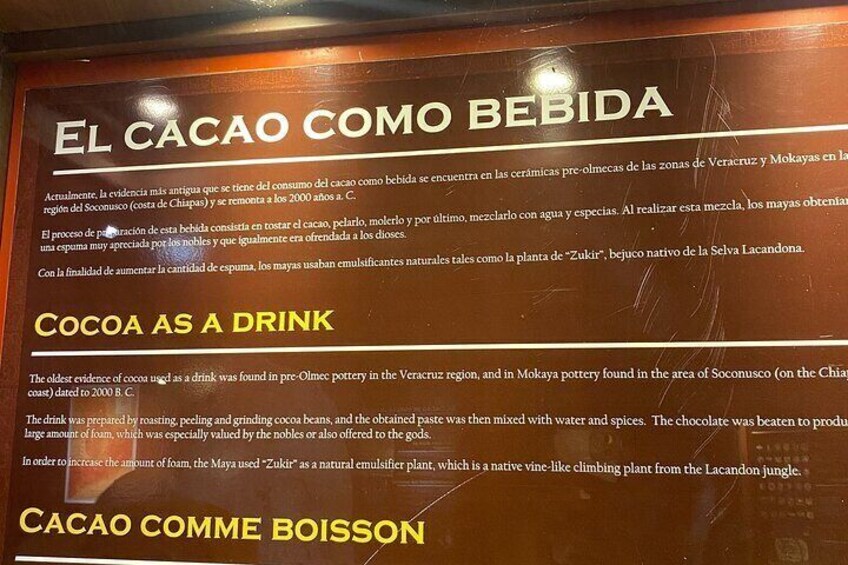 EL CACAO COMO BEBIDA
Actualmente, la evidencia más antigua que se tiene del consumo del cacao como bebida se encuentra en las cerámicas pre-olmecas de las zonas de Veracruz y Mokayas en la
región del Soconusco (costa de Chiapas) y se remonta a los 2000 años a. C.
El proceso de preparación de esta bebida consistía en tostar el cacao, pelarlo, molerlo y por último, mezclarlo con agua y especias. Al realizar esta mezcla, los mayas obtenían
una espuma muy apreciada por los nobles y que igualmente era ofrendada a los dioses.
Con la finalidad de aumentar la cantidad de espuma, los mayas usaban emulsificantes naturales tales como la planta de "Zukir", bejuco nativo de la Selva Lacandona.
COCOA AS A DRINK
The oldest evidence of cocoa used as a drink was found in pre-Olmec pottery in the Veracruz region, and in Mokaya pottery found in the area of Soconusco (on the Chiap
coast) dated to 2000 B. C.
The drink was prepared by roasting, peeling and grinding cocoa beans, and the obtained paste was then mixed with water and spices. The chocolate was beaten to produ
large amount of foam, which was especially valued by the nobles or also offered to the gods.
In order to increase the amount of foam, the Maya used "Zukir" as a natural emulsifier plant, which is a native vine-like climbing plant from the Lacandon jungle.
CACAO COMME BOISSON